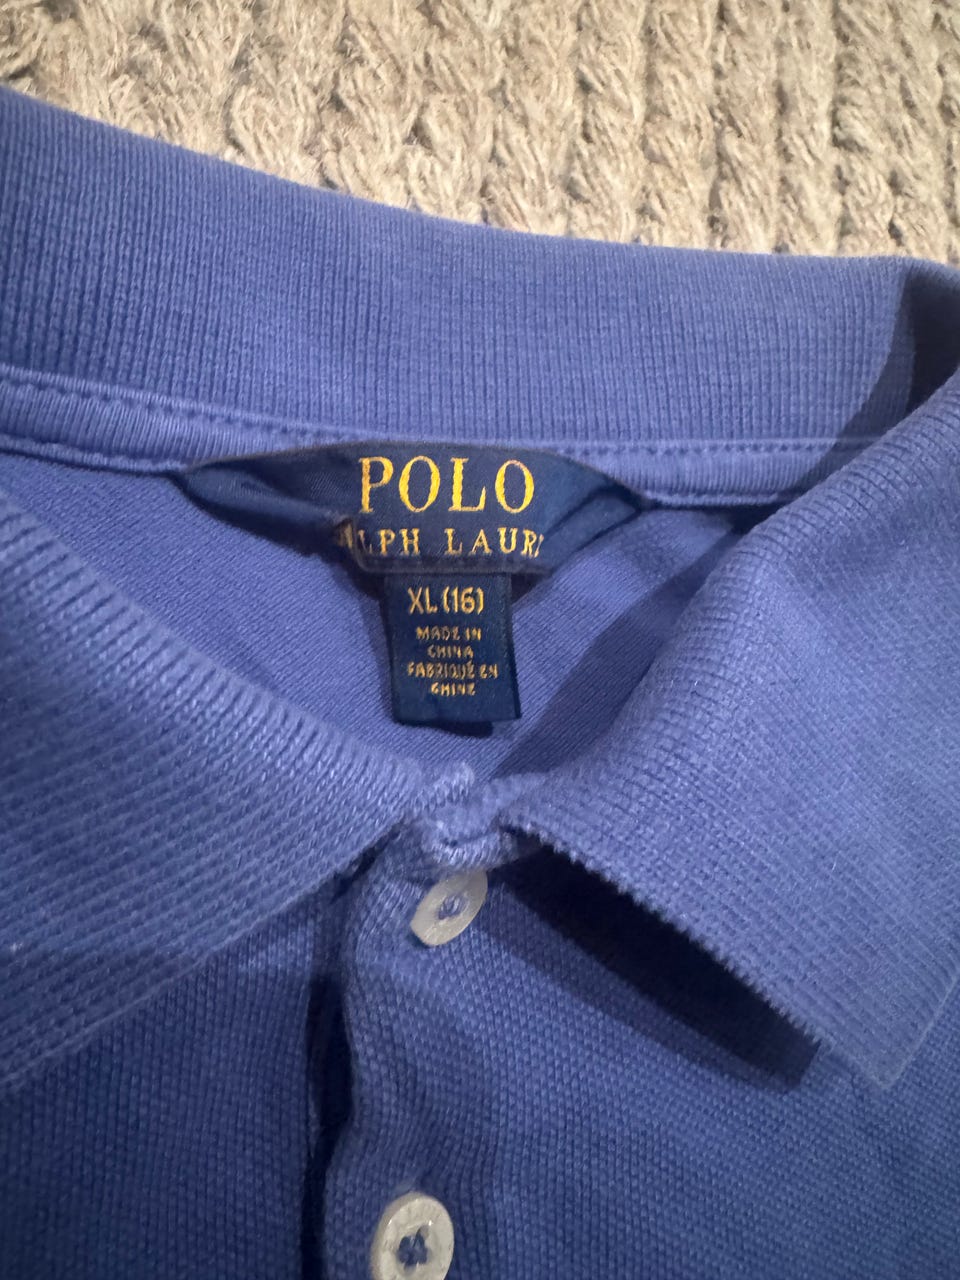 POLO
LPH LAUR
XL (16)
MADE IN
CHINA
FABRIQUÉ EN
CHINE